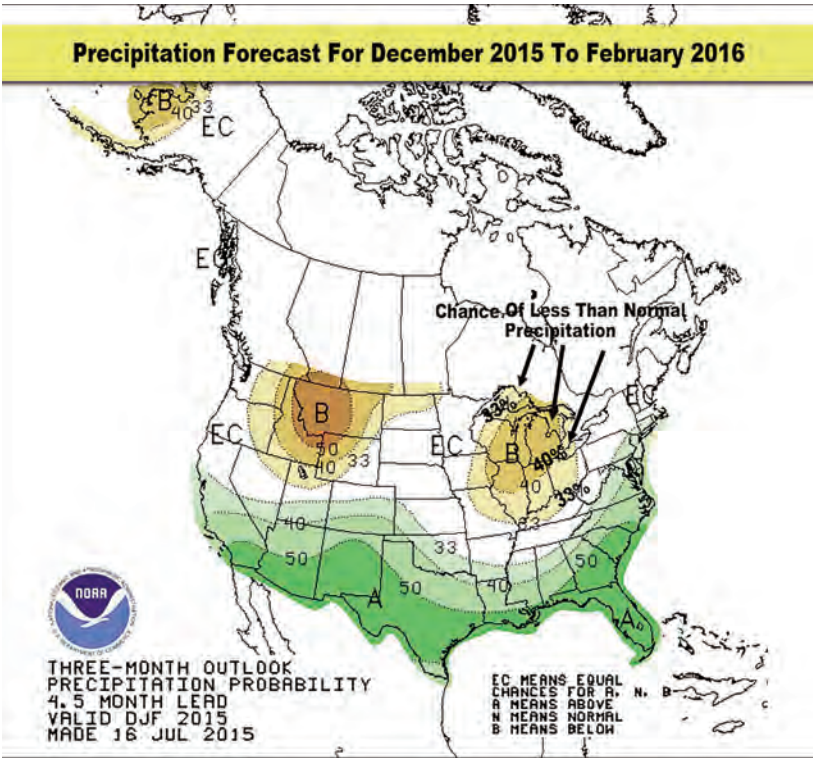 Precipitation Forecast For December 2015 To February 2016
B
40
33
EC
EC
Chance Of Less Than Normal
Precipitation
33%
EC
B
EC
EC
B
50
40
33
40%
40
33%
33
40
50
33
50
40
50
A
A
NOAA
THREE-MONTH OUTLOOK
PRECIPITATION PROBABILITY
4.5 MONTH LEAD
VALID DJF 2015
MADE 16 JUL 2015
EC MEANS EQUAL
CHANCES FOR A, N, B
A MEANS ABOVE
N MEANS NORMAL
B MEANS BELOW